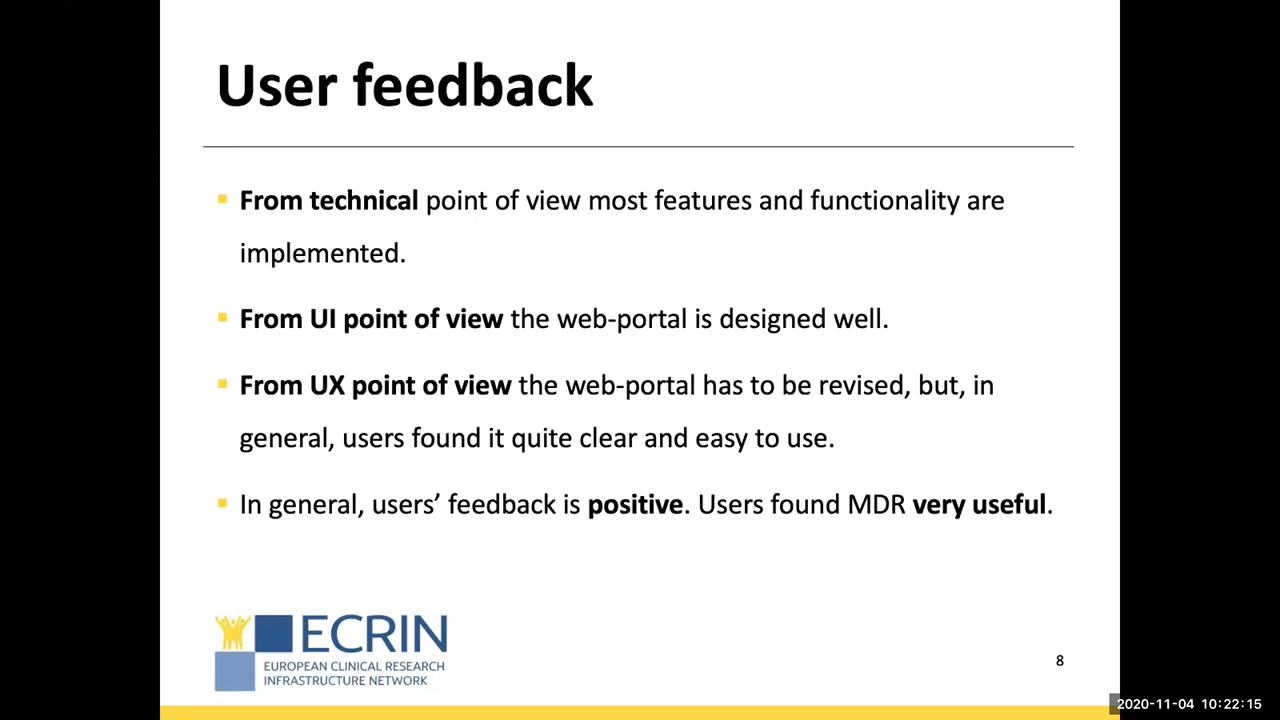 User feedback
From technical point of view most features and functionality are
implemented.
From UI point of view the web-portal is designed well.
From UX point of view the web-portal has to be revised, but, in
general, users found it quite clear and easy to use.
In general, users’ feedback is positive. Users found MDR very useful.
ECRIN
EUROPEAN CLINICAL RESEARCH
INFRASTRUCTURE NETWORK
8
2020-11-04 10:22:15